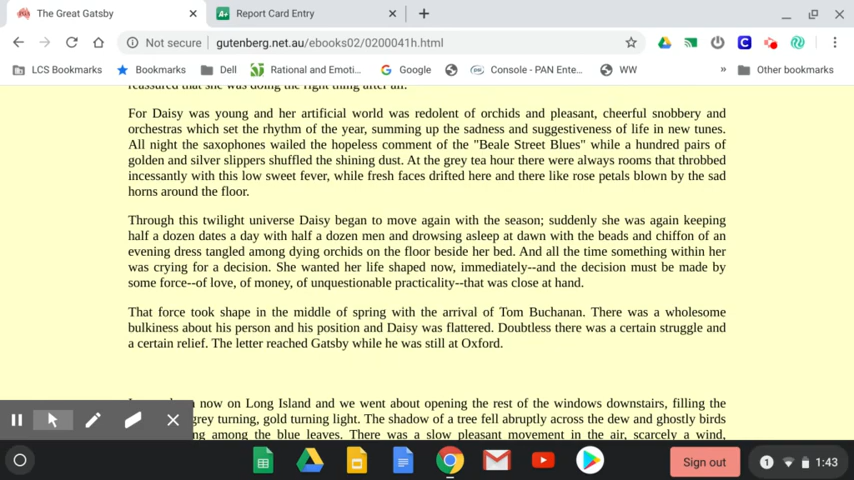 The Great Gatsby
Report Card Entry
Not secure
gutenberg.net.au/ebooks02/0200041h.html
LCS Bookmarks
Bookmarks
Dell
Rational and Emoti...
Google
Console - PAN Ente...
WW
»
Other bookmarks
reassured that she was doing the right thing after all.
For Daisy was young and her artificial world was redolent of orchids and pleasant, cheerful snobbery and
orchestras which set the rhythm of the year, summing up the sadness and suggestiveness of life in new tunes.
All night the saxophones wailed the hopeless comment of the "Beale Street Blues" while a hundred pairs of
golden and silver slippers shuffled the shining dust. At the grey tea hour there were always rooms that throbbed
incessantly with this low sweet fever, while fresh faces drifted here and there like rose petals blown by the sad
horns around the floor.
Through this twilight universe Daisy began to move again with the season; suddenly she was again keeping
half a dozen dates a day with half a dozen men and drowsing asleep at dawn with the beads and chiffon of an
evening dress tangled among dying orchids on the floor beside her bed. And all the time something within her
was crying for a decision. She wanted her life shaped now, immediately--and the decision must be made by
some force--of love, of money, of unquestionable practicality--that was close at hand.
That force took shape in the middle of spring with the arrival of Tom Buchanan. There was a wholesome
bulkiness about his person and his position and Daisy was flattered. Doubtless there was a certain struggle and
a certain relief. The letter reached Gatsby while he was still at Oxford.
now on Long Island and we went about opening the rest of the windows downstairs, filling the
grey turning, gold turning light. The shadow of a tree fell abruptly across the dew and ghostly birds
among the blue leaves. There was a slow pleasant movement in the air, scarcely a wind,
Sign out
1
1:43